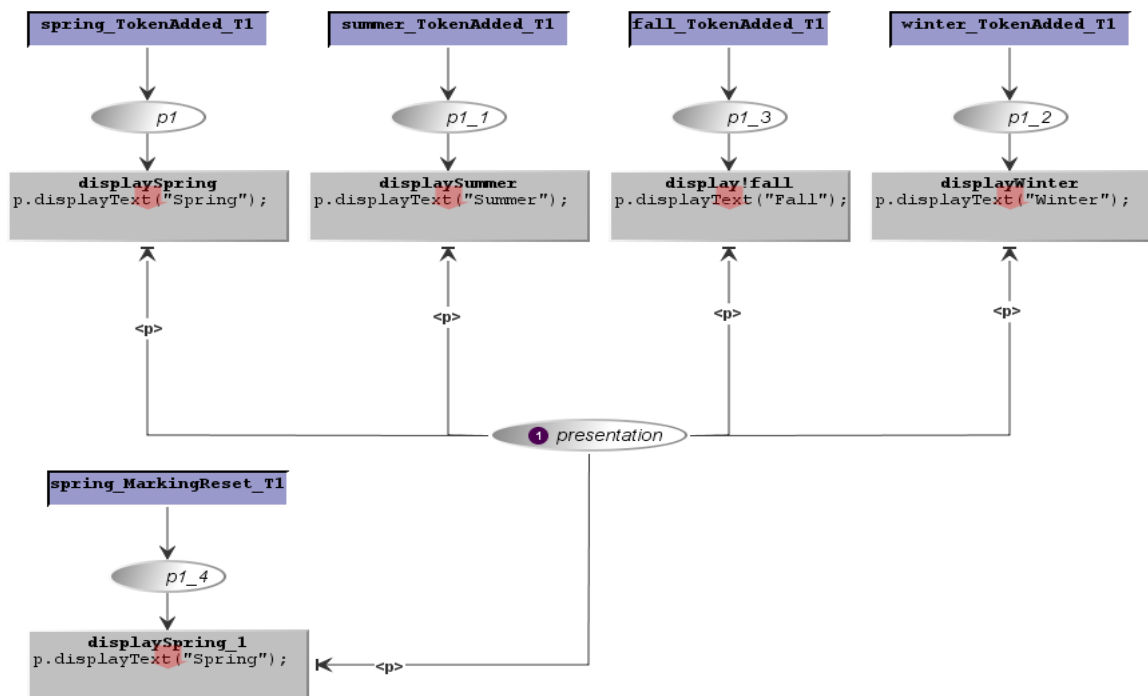 spring_TokenAdded_T1
summer_TokenAdded_T1
fall_TokenAdded_T1
winter_TokenAdded_T1
p1
p1_1
p1_3
p1_2
displaySpring
p.displayText("Spring");
displaySummer
p.displayText("Summer");
display!fall
p.displayText("Fall");
displayWinter
p.displayText("Winter");
<p>
<p>
<p>
<p>
1 presentation
spring_MarkingReset_T1
p1_4
displaySpring_1
p.displayText("Spring");
<p>